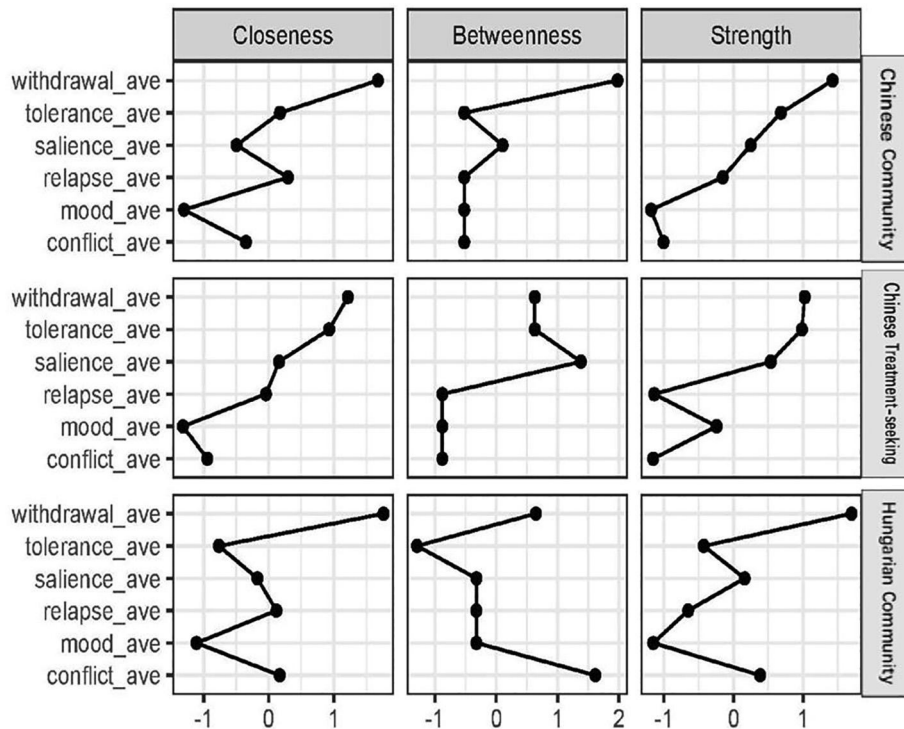 Closeness Betweenness Strength
withdrawal_ave
tolerance_ave
salience_ave
relapse_ave
mood_ave
conflict_ave
Chinese Community
withdrawal_ave
tolerance_ave
salience_ave
relapse_ave
mood_ave
conflict_ave
Chinese Treatment-seeking
withdrawal_ave
tolerance_ave
salience_ave
relapse_ave
mood_ave
conflict_ave
Hungarian Community
-1 0 1 -1 0 1 2 -1 0 1